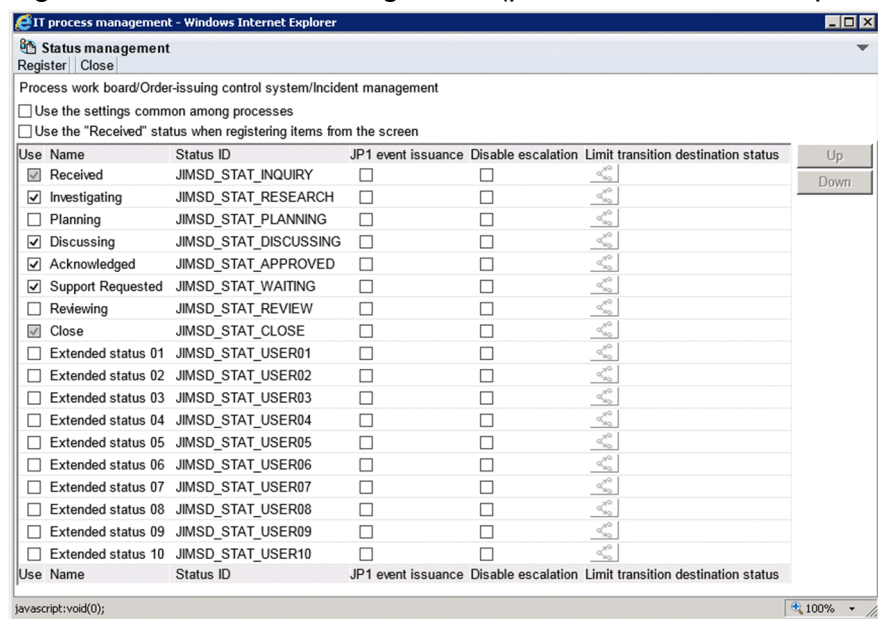 IT process management - Windows Internet Explorer
Status management
Register Close
Process work board/Order-issuing control system/Incident management
Use the settings common among processes
Use the "Received" status when registering items from the screen
Use Name Status ID JP1 event issuance Disable escalation Limit transition destination status Up
Received JIMSD_STAT_INQUIRY
Down
Investigating JIMSD_STAT_RESEARCH
Planning JIMSD_STAT_PLANNING
Discussing JIMSD_STAT_DISCUSSING
Acknowledged JIMSD_STAT_APPROVED
Support Requested JIMSD_STAT_WAITING
Reviewing JIMSD_STAT_REVIEW
Close JIMSD_STAT_CLOSE
Extended status 01 JIMSD_STAT_USER01
Extended status 02 JIMSD_STAT_USER02
Extended status 03 JIMSD_STAT_USER03
Extended status 04 JIMSD_STAT_USER04
Extended status 05 JIMSD_STAT_USER05
Extended status 06 JIMSD_STAT_USER06
Extended status 07 JIMSD_STAT_USER07
Extended status 08 JIMSD_STAT_USER08
Extended status 09 JIMSD_STAT_USER09
Extended status 10 JIMSD_STAT_USER10
Use Name Status ID JP1 event issuance Disable escalation Limit transition destination status
javascript:void(0); 100%